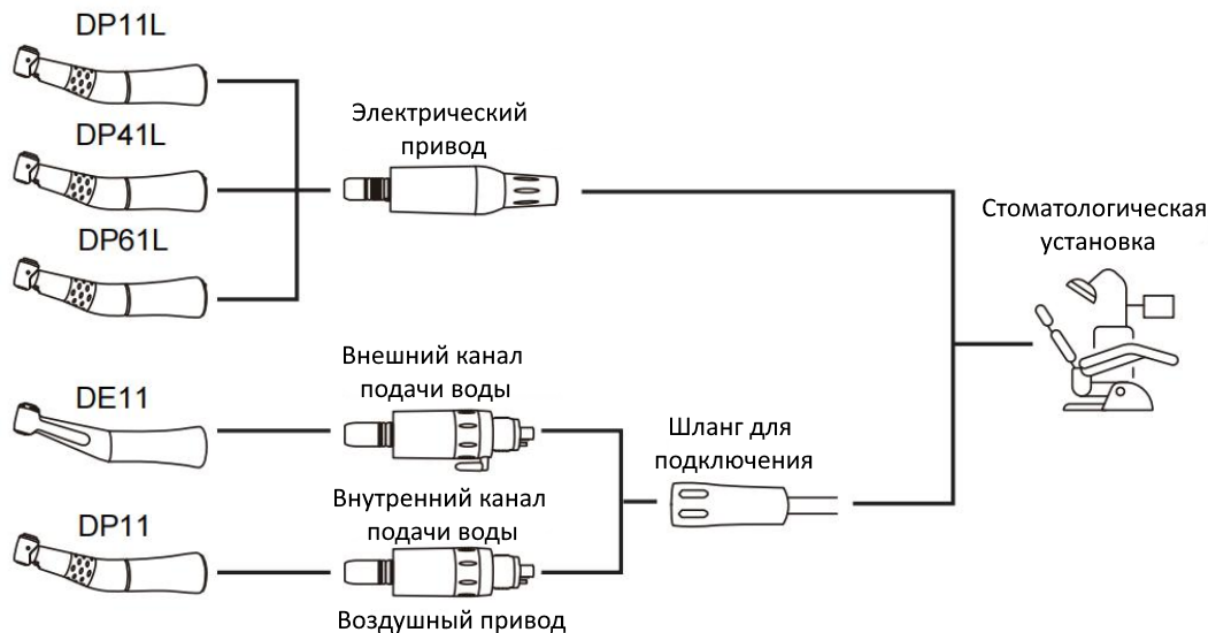 DP11L
DP41L
DP61L
Электрический
привод
Стоматологическая
установка
DE11
Внешний канал
подачи воды
DP11
Внутренний канал
подачи воды
Воздушный привод
Шланг для
подключения